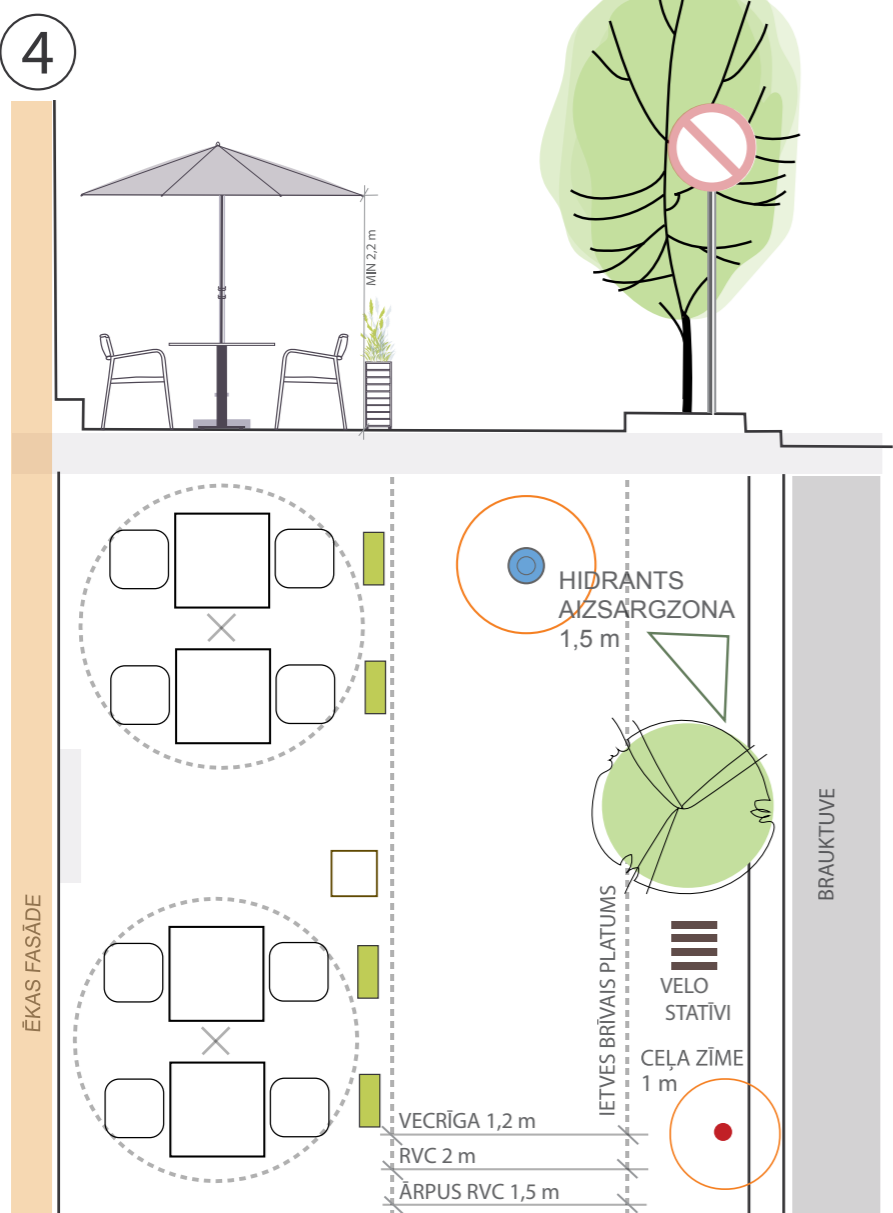 4
MIN 2,2 m
HIDRANTS
AIZSARGZONA
1,5 m
BRAUKTUVE
ĒKAS FASĀDE
IETVES BRĪVAIS PLATUMS
VELO
STATĪVI
CEĻA ZĪME
1 m
VECRĪGA 1,2 m
RVC 2 m
ĀRPUS RVC 1,5 m